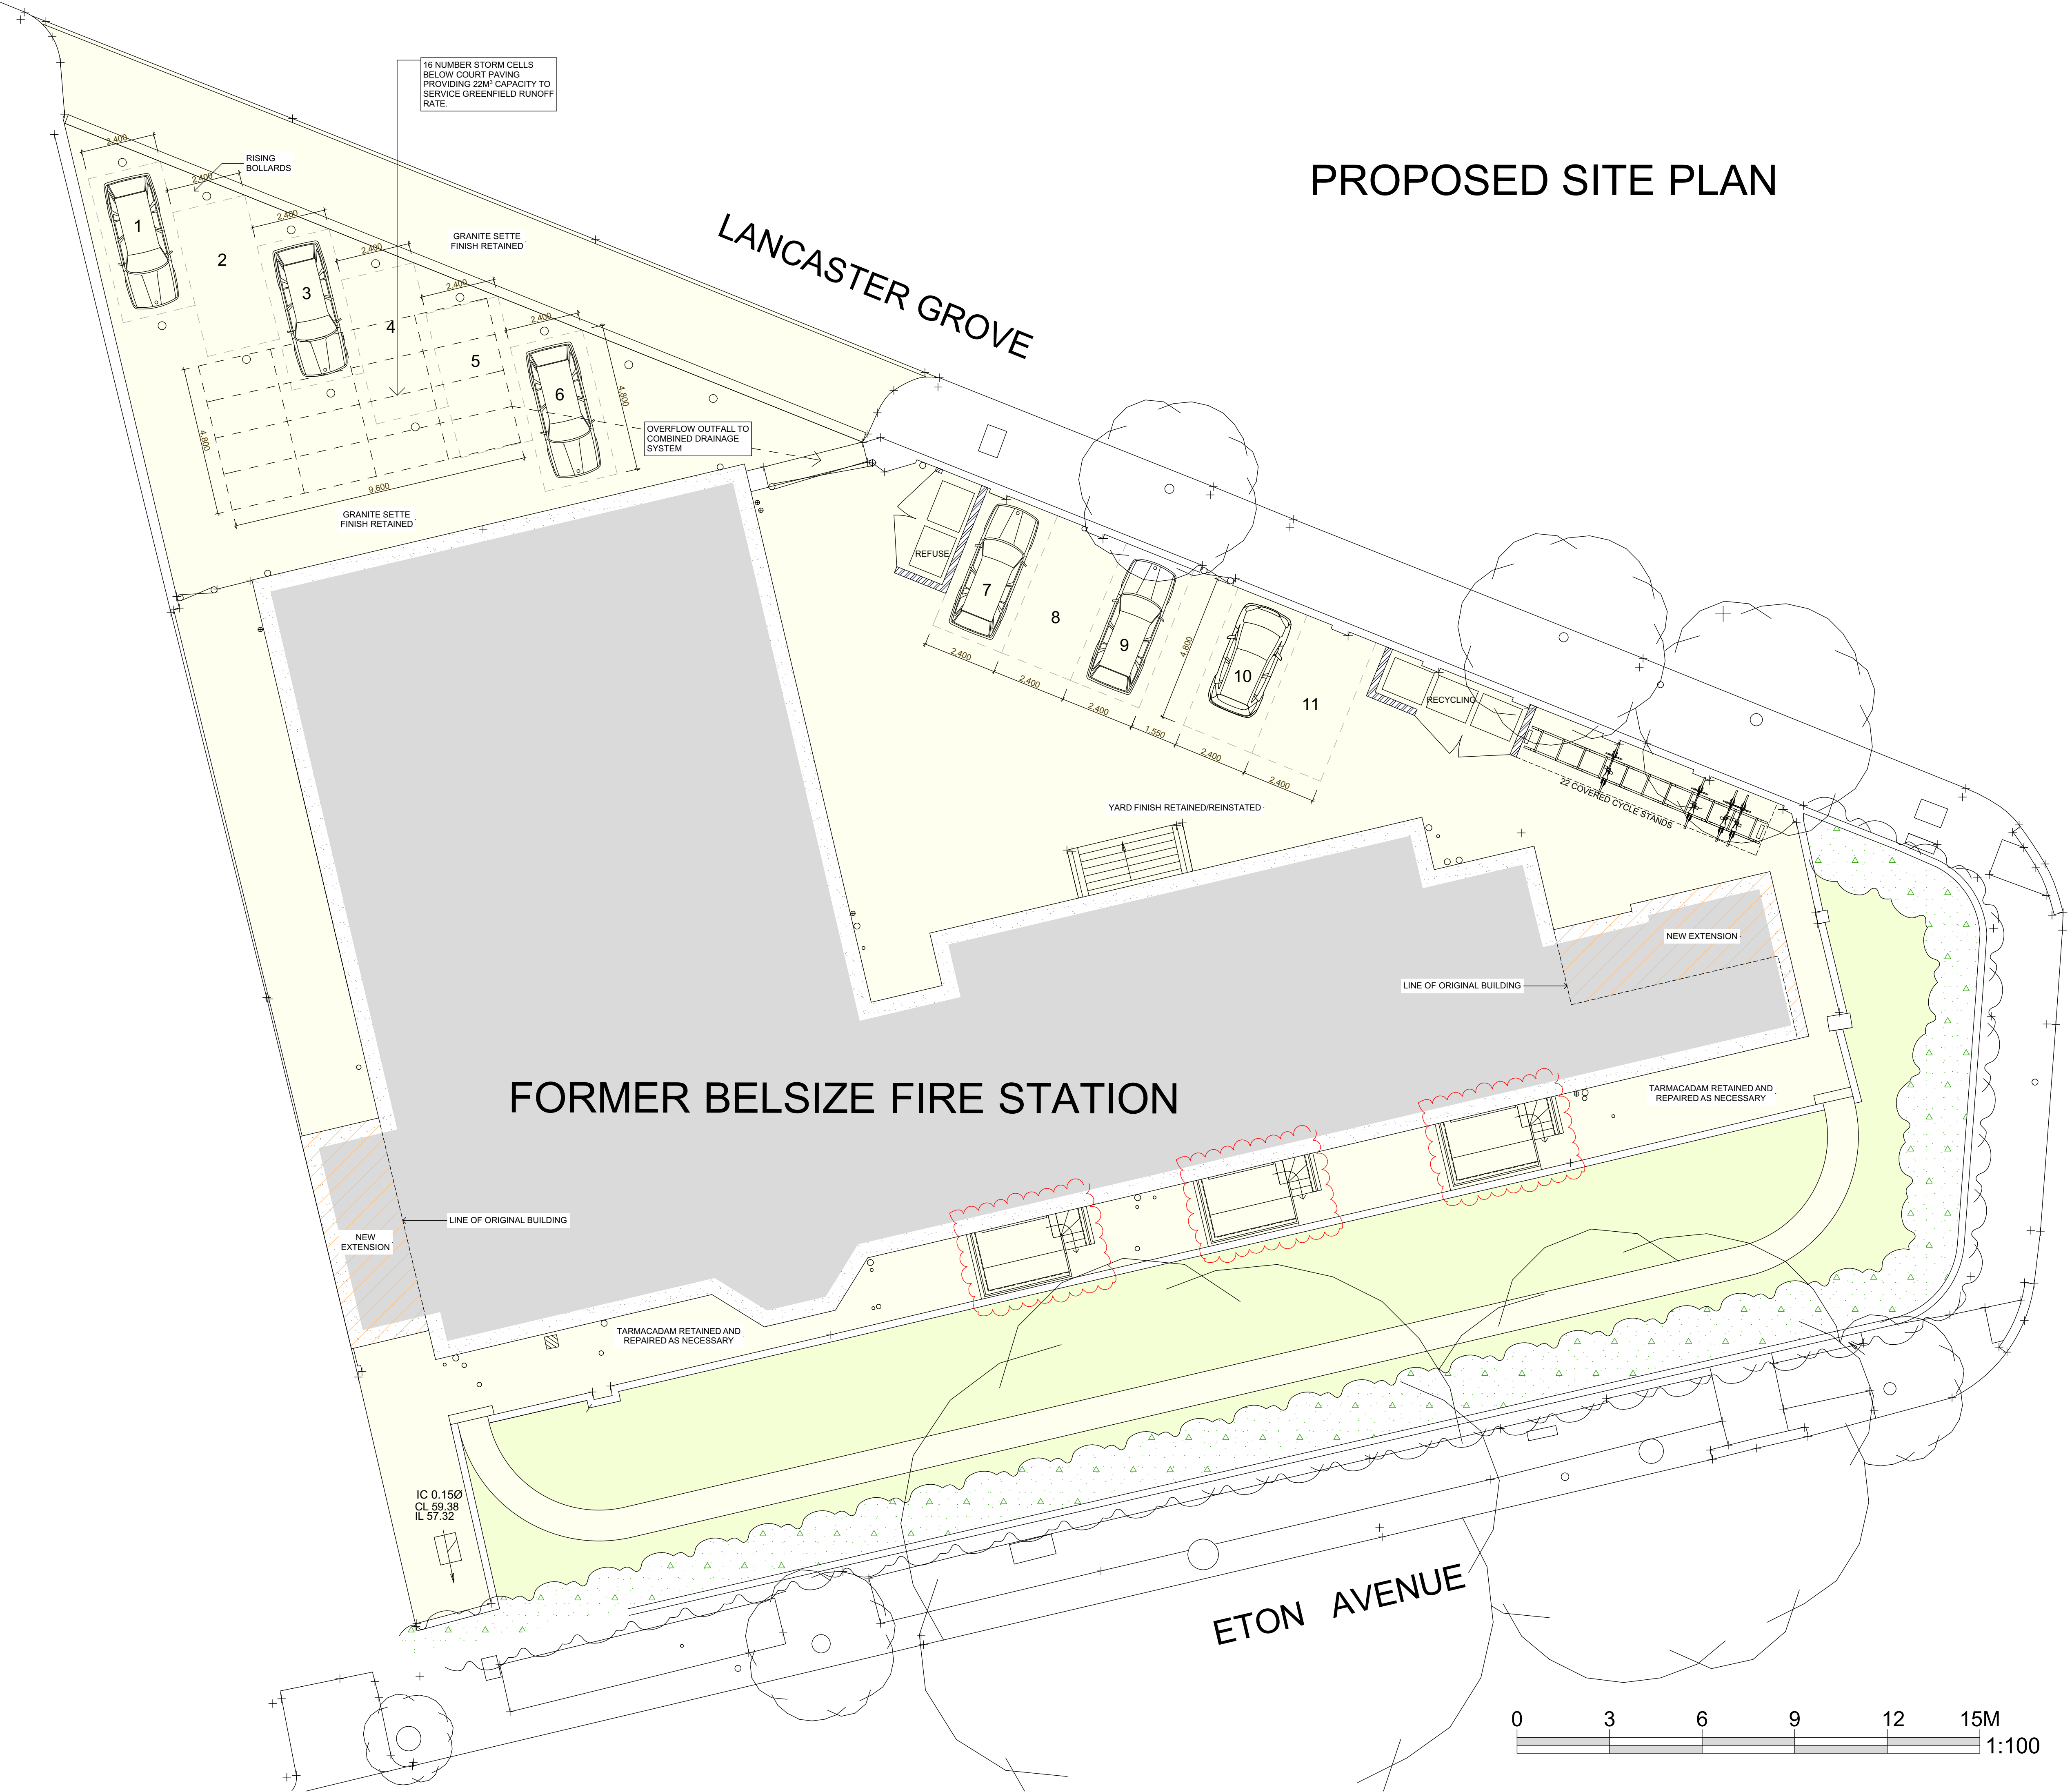 PROPOSED SITE PLAN
16 NUMBER STORM CELLS
BELOW COURT PAVING
PROVIDING 22M³ CAPACITY TO
SERVICE GREENFIELD RUNOFF
RATE.
RISING
BOLLARDS
2,400
2,400
2,400
2,400
2,400
2,400
1
2
3
4
5
6
GRANITE SETTE
FINISH RETAINED
LANCASTER GROVE
4,800
4,800
9,600
OVERFLOW OUTFALL TO
COMBINED DRAINAGE
SYSTEM
GRANITE SETTE
FINISH RETAINED
REFUSE
7
8
9
10
11
4,800
2,400
2,400
2,400
1,550
2,400
2,400
RECYCLING
22 COVERED CYCLE STANDS
YARD FINISH RETAINED/REINSTATED
NEW EXTENSION
LINE OF ORIGINAL BUILDING
FORMER BELSIZE FIRE STATION
TARMACADAM RETAINED AND
REPAIRED AS NECESSARY
LINE OF ORIGINAL BUILDING
NEW
EXTENSION
TARMACADAM RETAINED AND
REPAIRED AS NECESSARY
IC 0.15Ø
CL 59.38
IL 57.32
ETON AVENUE
0 3 6 9 12 15M
1:100